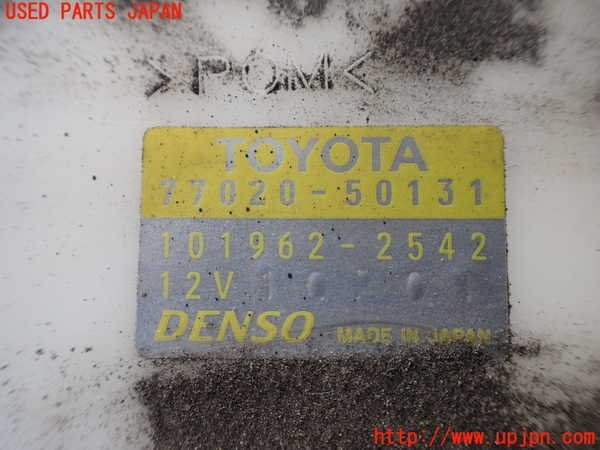 USED PARTS JAPAN
>POM<
TOYOTA
77020-50131
101962-2542
12V
DENSO MADE IN JAPAN
http://www.upjpn.com/